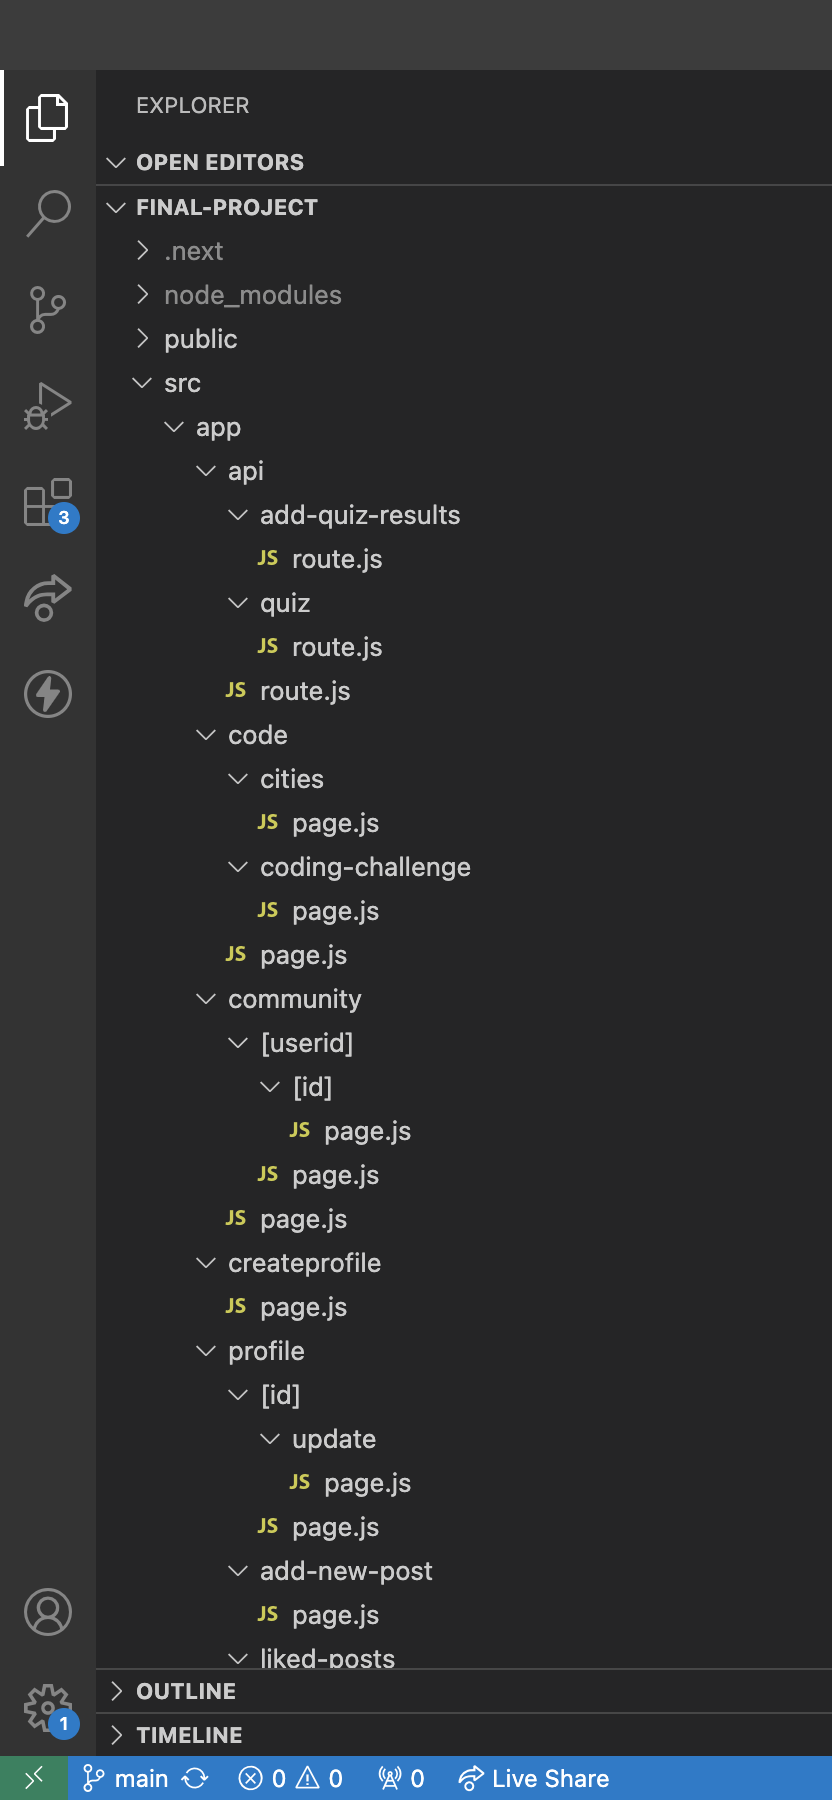 EXPLORER
OPEN EDITORS
FINAL-PROJECT
.next
node_modules
public
src
app
api
add-quiz-results
JS route.js
quiz
JS route.js
JS route.js
code
cities
JS page.js
coding-challenge
JS page.js
JS page.js
community
[userid]
[id]
JS page.js
JS page.js
JS page.js
createprofile
JS page.js
profile
[id]
update
JS page.js
JS page.js
add-new-post
JS page.js
liked-posts
OUTLINE
TIMELINE
3
1
main 0 0 0 Live Share